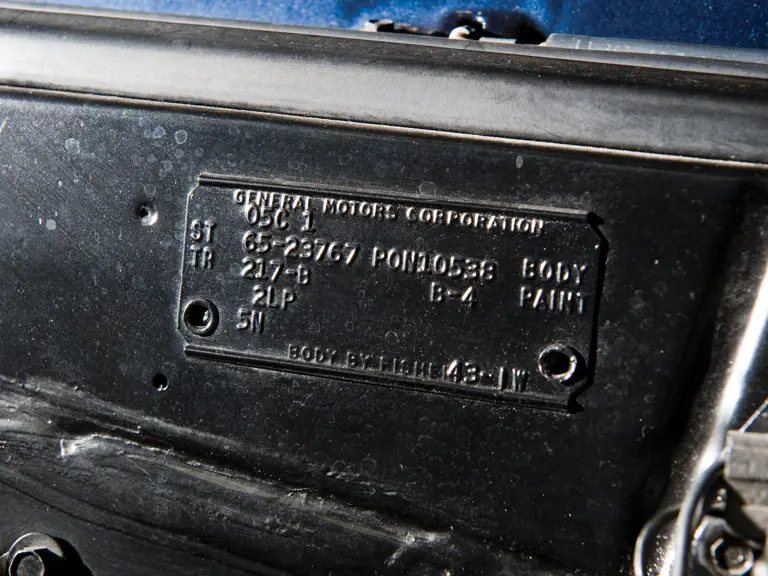 GENERAL MOTORS CORPORATION
05C 1
ST 65-23767 PON10538 BODY
TR 217-B B-4 PAINT
2LP
5N
BODY BY FISHE 43-1W